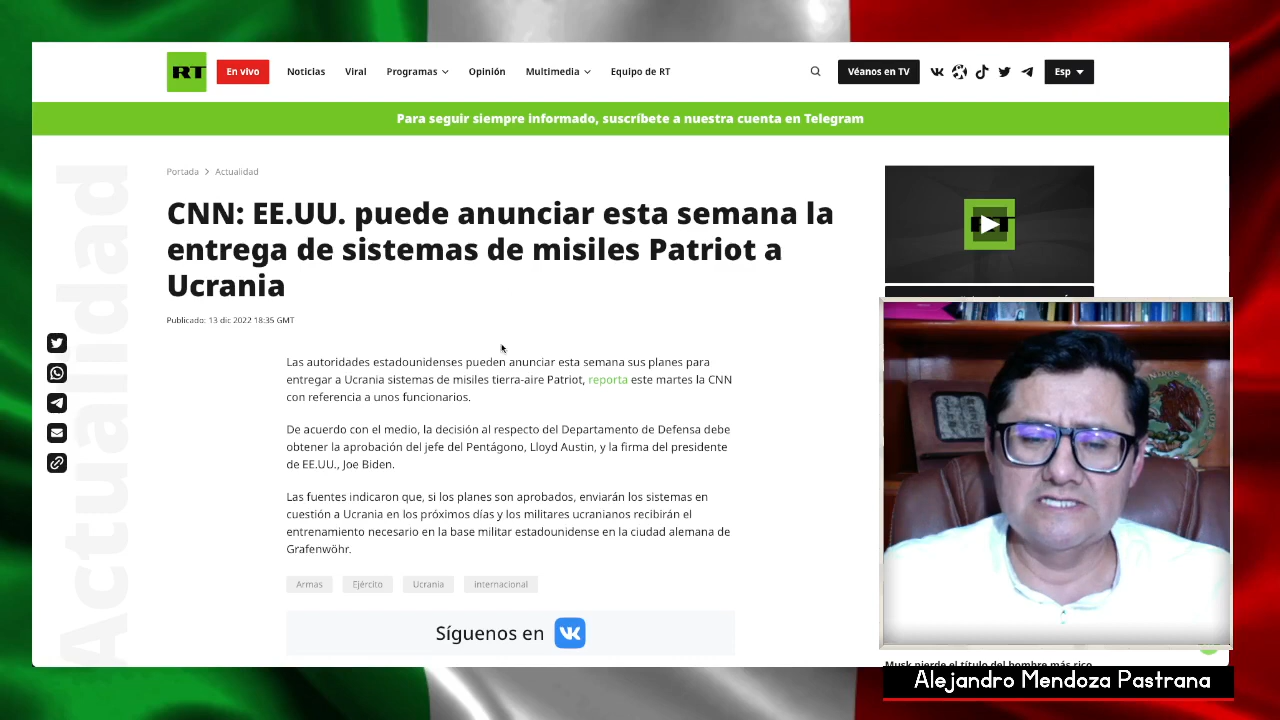 RT
En vivo
Noticias
Viral
Programas
Opinión
Multimedia
Equipo de RT
Véanos en TV
Esp
Para seguir siempre informado, suscríbete a nuestra cuenta en Telegram
Actualidad
Portada > Actualidad
CNN: EE.UU. puede anunciar esta semana la
entrega de sistemas de misiles Patriot a
Ucrania
Publicado: 13 dic 2022 18:35 GMT
Las autoridades estadounidenses pueden anunciar esta semana sus planes para
entregar a Ucrania sistemas de misiles tierra-aire Patriot, reporta este martes la CNN
con referencia a unos funcionarios.
De acuerdo con el medio, la decisión al respecto del Departamento de Defensa debe
obtener la aprobación del jefe del Pentágono, Lloyd Austin, y la firma del presidente
de EE.UU., Joe Biden.
Las fuentes indicaron que, si los planes son aprobados, enviarán los sistemas en
cuestión a Ucrania en los próximos días y los militares ucranianos recibirán el
entrenamiento necesario en la base militar estadounidense en la ciudad alemana de
Grafenwöhr.
Armas
Ejército
Ucrania
internacional
Síguenos en
Musk pierde el título del hombre más rico
Alejandro Mendoza Pastrana